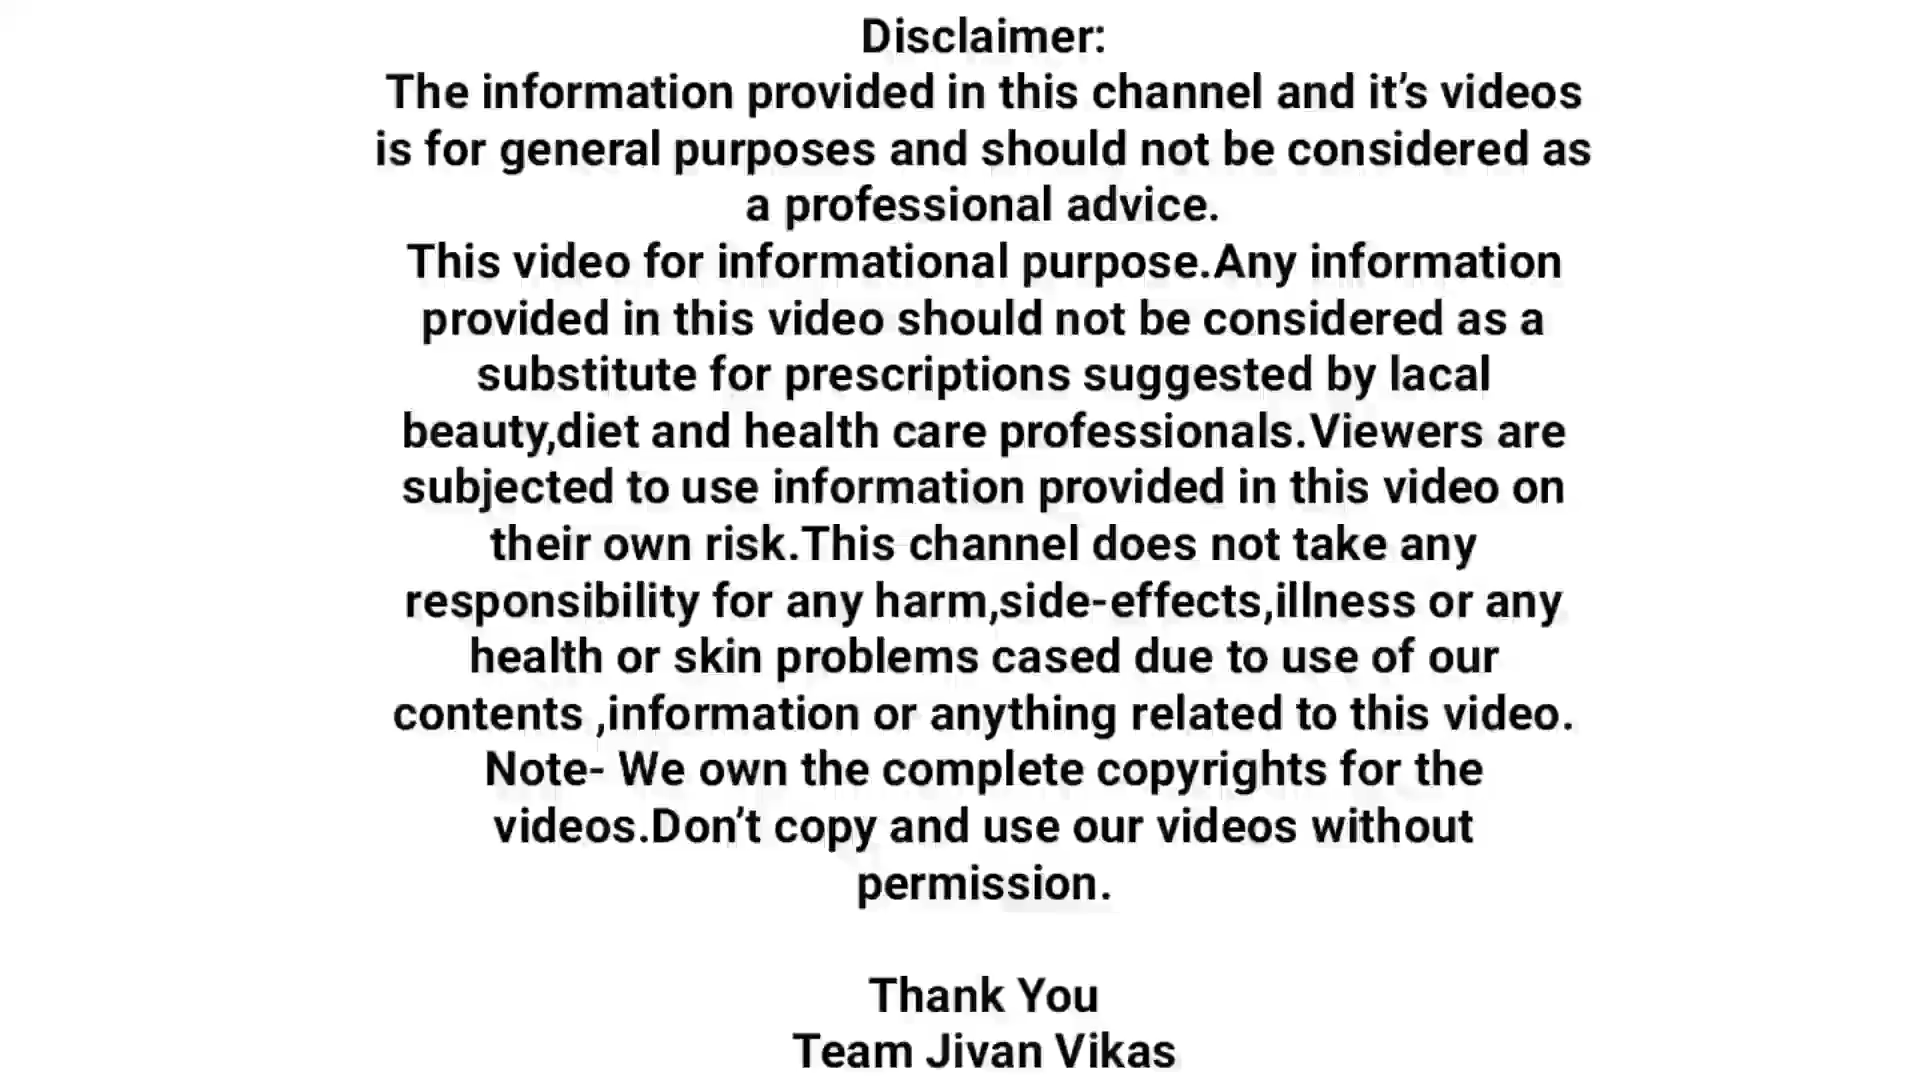 Disclaimer:
The information provided in this channel and it’s videos
is for general purposes and should not be considered as
a professional advice.
This video for informational purpose.Any information
provided in this video should not be considered as a
substitute for prescriptions suggested by lacal
beauty,diet and health care professionals.Viewers are
subjected to use information provided in this video on
their own risk.This channel does not take any
responsibility for any harm,side-effects,illness or any
health or skin problems cased due to use of our
contents ,information or anything related to this video.
Note- We own the complete copyrights for the
videos.Don’t copy and use our videos without
permission.
Thank You
Team Jivan Vikas